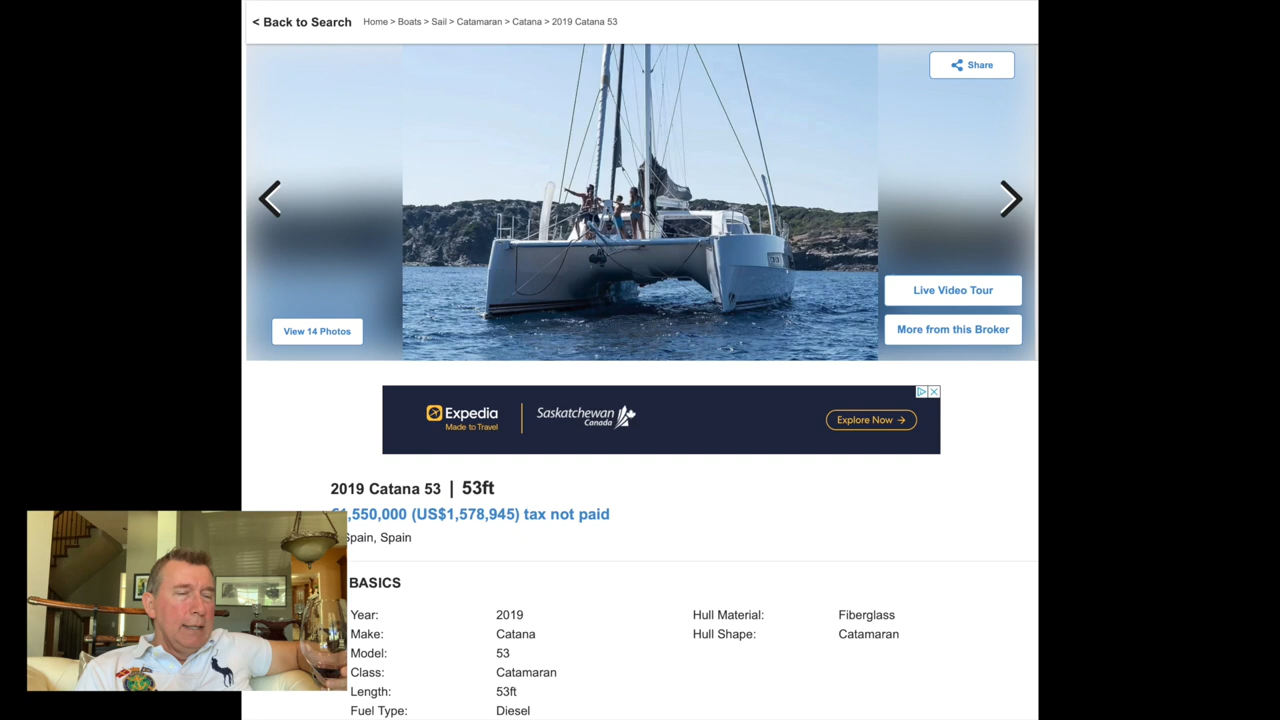 < Back to Search
Home > Boats > Sail > Catamaran > Catana > 2019 Catana 53
Share
Live Video Tour
View 14 Photos
More from this Broker
Expedia
Made to Travel
Saskatchewan
Canada
Explore Now →
2019 Catana 53 | 53ft
1,550,000 (US$1,578,945) tax not paid
Spain, Spain
BASICS
Year: 2019
Hull Material: Fiberglass
Make: Catana
Hull Shape: Catamaran
Model: 53
Class: Catamaran
Length: 53ft
Fuel Type: Diesel